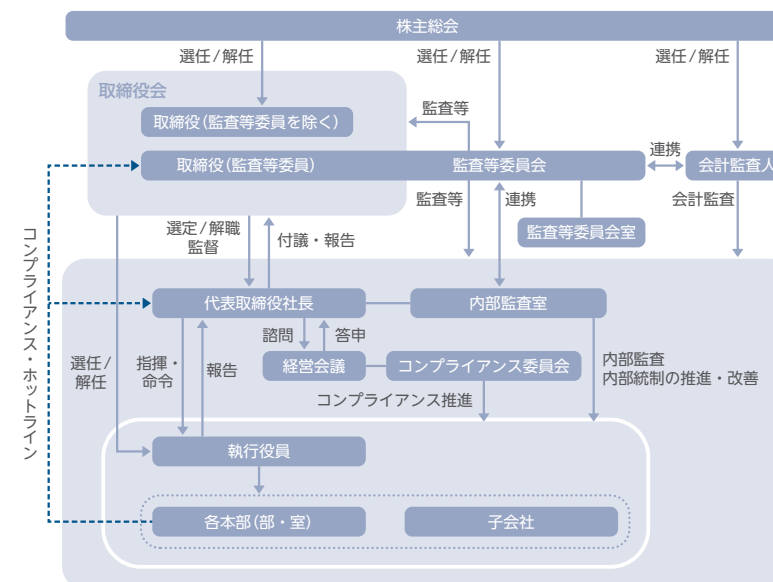 株主総会
選任/解任
選任/解任
選任/解任
取締役会
取締役(監査等委員を除く)
監査等
取締役(監査等委員)
監査等委員会
連携
会計監査人
監査等
連携
会計監査
監査等委員会室
選定/解職
監督
付議・報告
コンプライアンス・ホットライン
代表取締役社長
内部監査室
諮問
答申
選任/
解任
指揮・
命令
報告
経営会議
コンプライアンス委員会
内部監査
内部統制の推進・改善
コンプライアンス推進
執行役員
各本部(部・室)
子会社